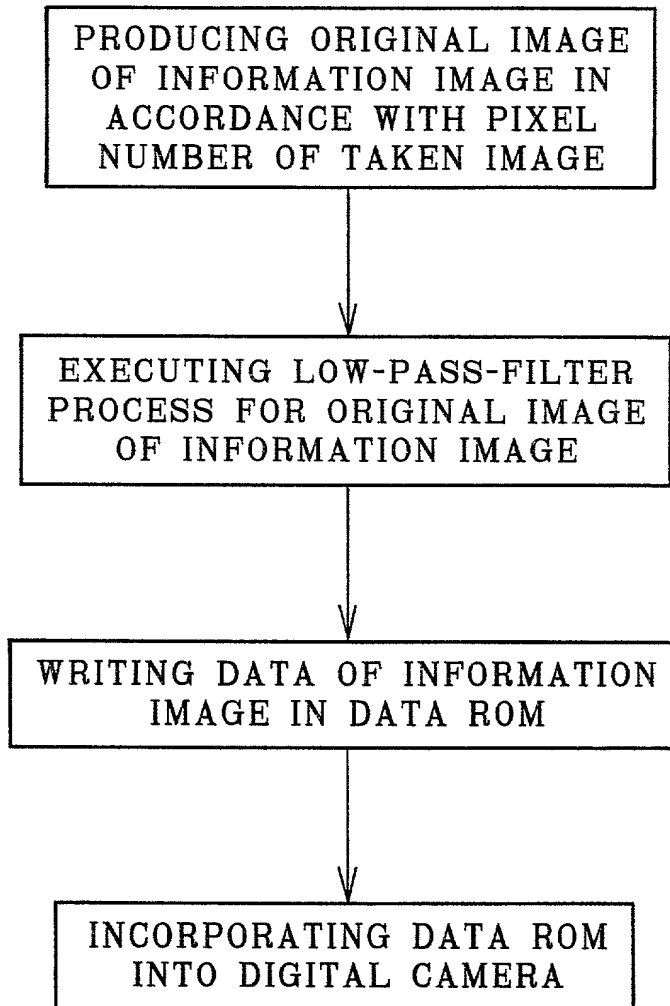 PRODUCING ORIGINAL IMAGE
OF INFORMATION IMAGE IN
ACCORDANCE WITH PIXEL
NUMBER OF TAKEN IMAGE
EXECUTING LOW-PASS-FILTER
PROCESS FOR ORIGINAL IMAGE
OF INFORMATION IMAGE
WRITING DATA OF INFORMATION
IMAGE IN DATA ROM
INCORPORATING DATA ROM
INTO DIGITAL CAMERA